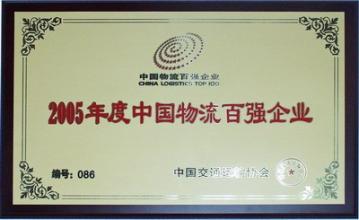 中国物流百强企业
CHINA LOGISTICS TOP 100
2005年度中国物流百强企业
编号：086
中国交通运输协会